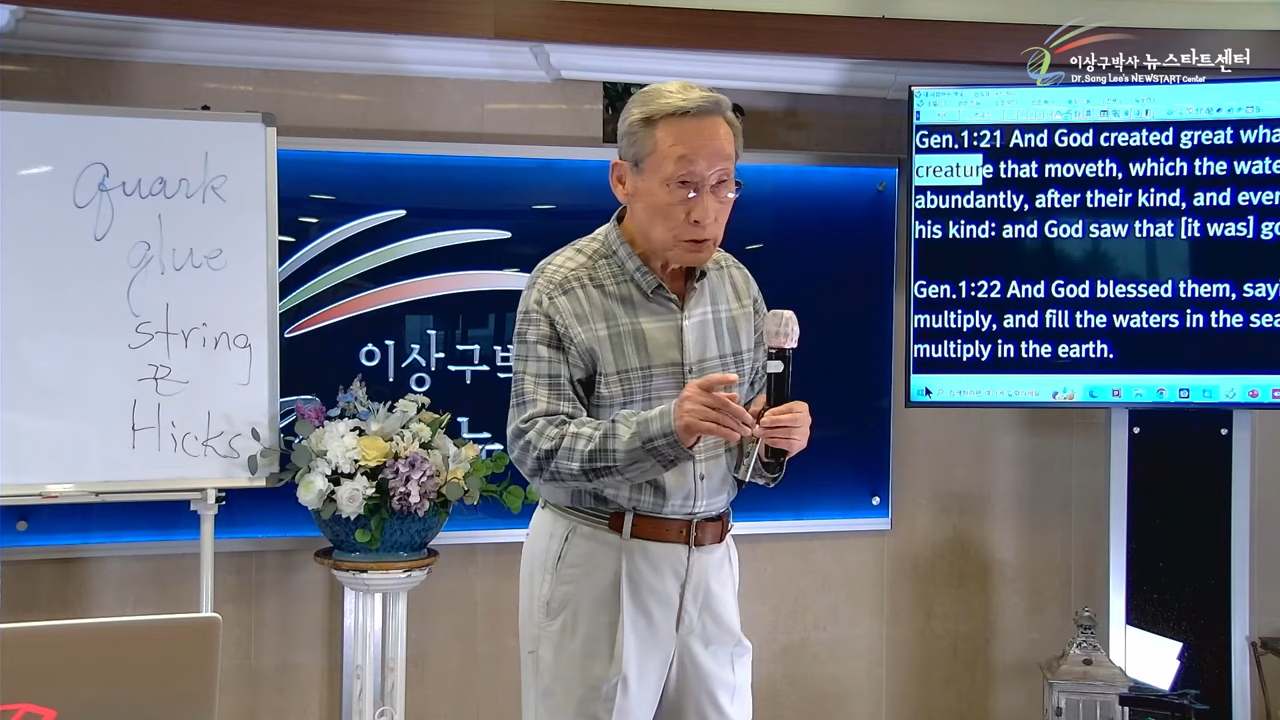 이상구박사 뉴스타트센터
Dr. Sang Lee's NEWSTART Center
quark
glue
string
끈
Hicks
이상구박
뉴
Gen.1:21 And God created great wha
creature that moveth, which the wate
abundantly, after their kind, and ever
his kind: and God saw that [it was] go
Gen.1:22 And God blessed them, sayi
multiply, and fill the waters in the sea
multiply in the earth.